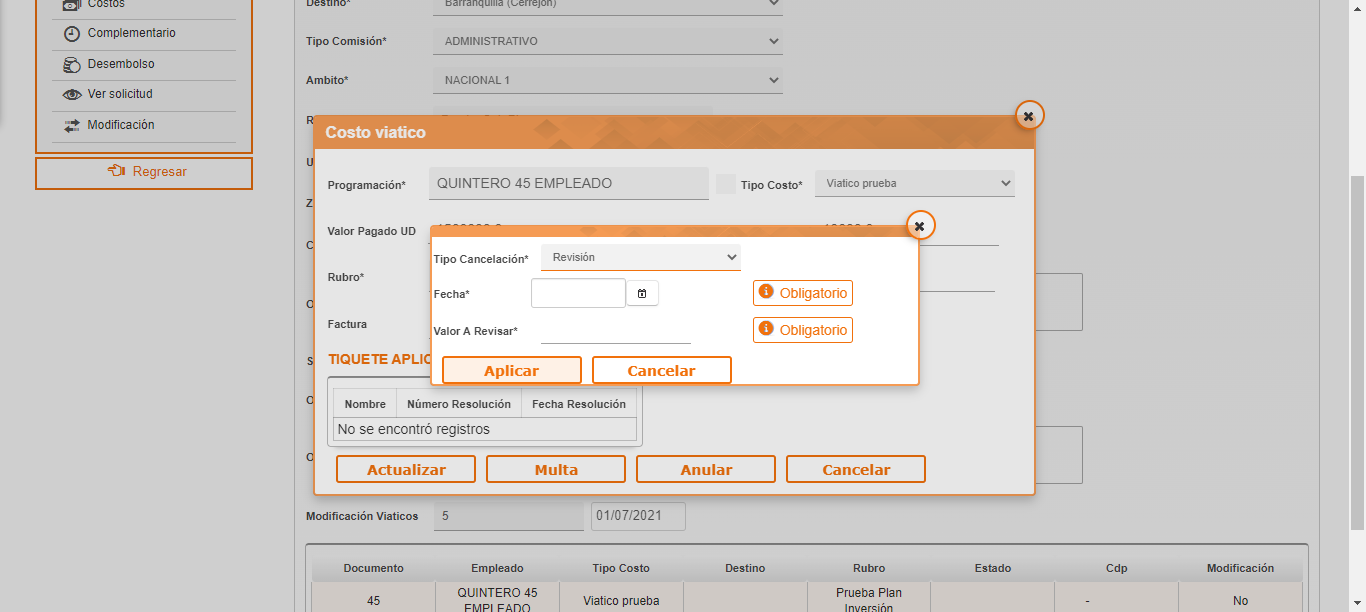 Costos
Complementario
Desembolso
Ver solicitud
Modificación
Regresar
Destino*
Barranquilla (Cerrejon)
Tipo Comisión*
ADMINISTRATIVO
Ambito*
NACIONAL 1
Costo viatico
Programación*
QUINTERO 45 EMPLEADO
Tipo Costo*
Viatico prueba
Valor Pagado UD
Rubro*
Factura
TIQUETE APLIC
Tipo Cancelación*
Revisión
Fecha*
Obligatorio
Valor A Revisar*
Obligatorio
Aplicar Cancelar
Nombre Número Resolución Fecha Resolución
No se encontró registros
Actualizar Multa Anular Cancelar
Modificación Viaticos
5
01/07/2021
Documento Empleado Tipo Costo Destino Rubro Estado Cdp Modificación
45 QUINTERO 45 EMPLEADO Viatico prueba Prueba Plan Inversión - No